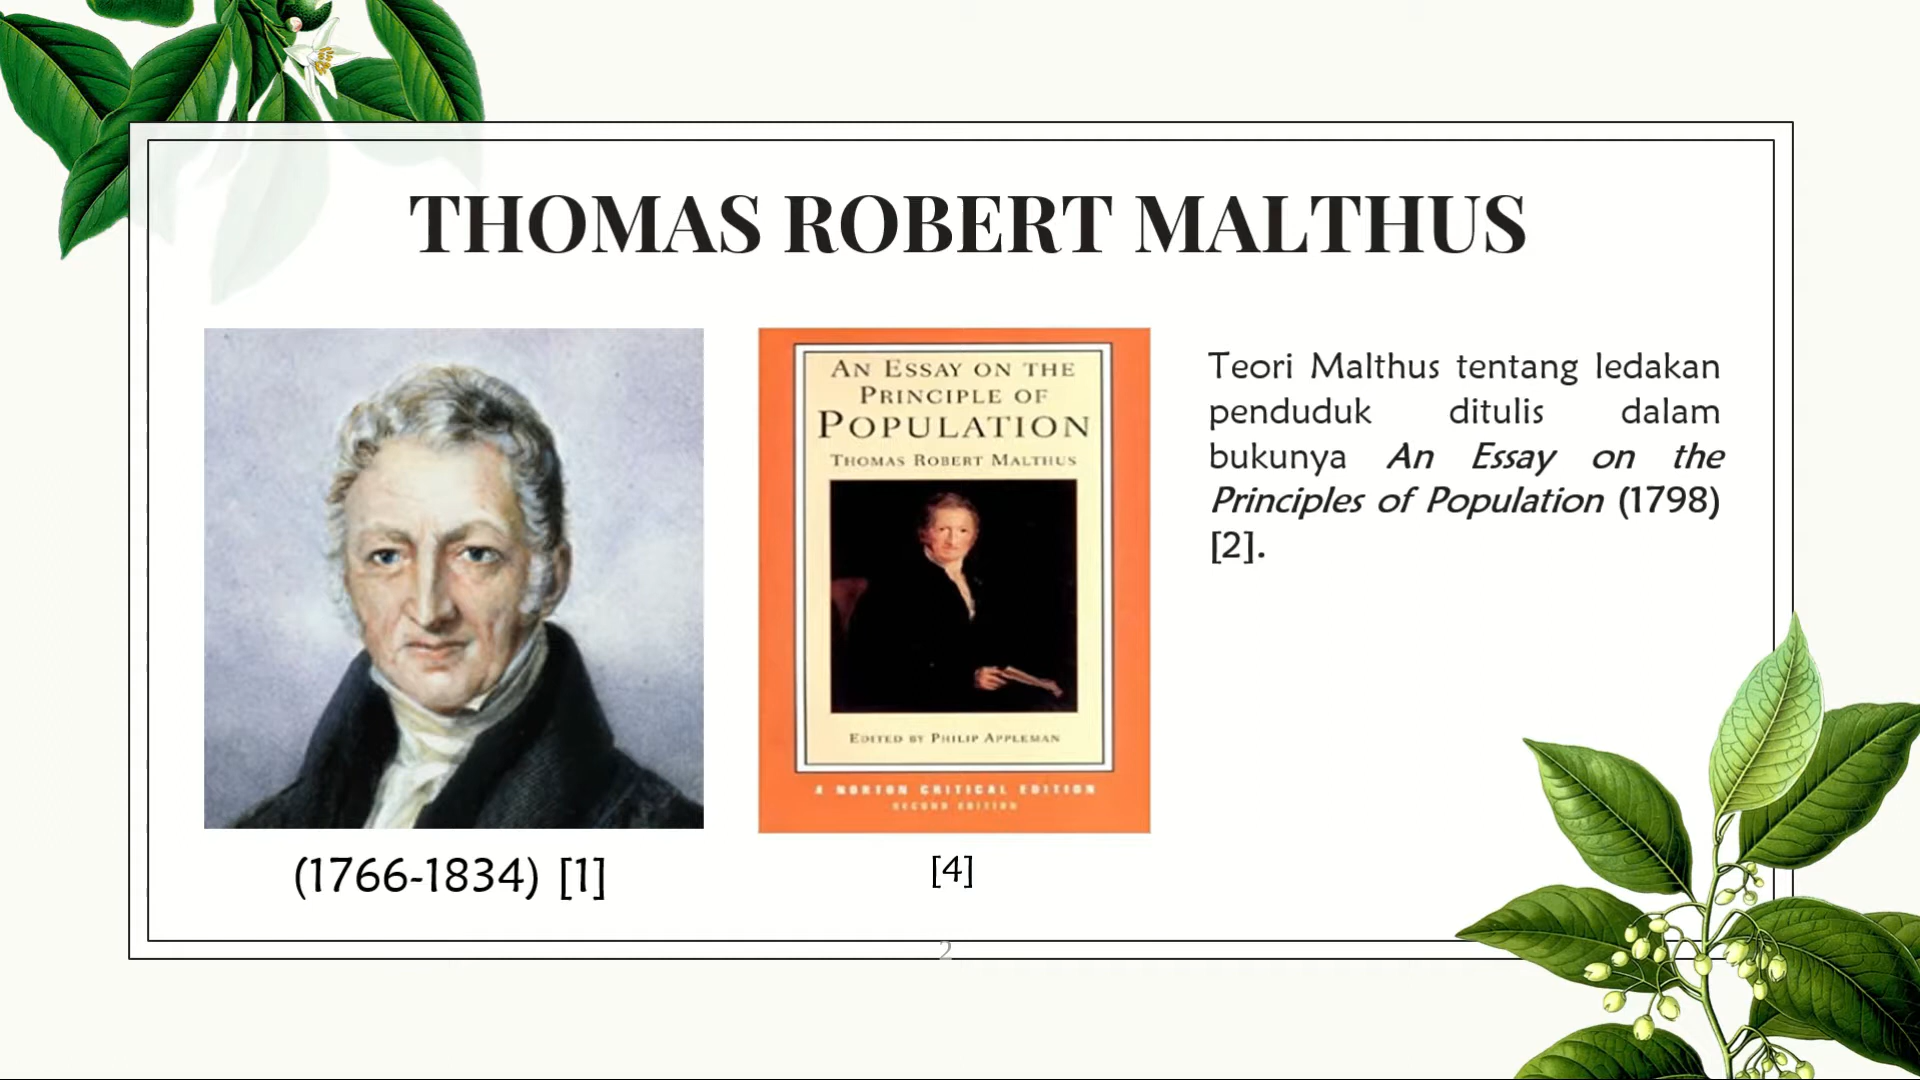 THOMAS ROBERT MALTHUS
AN ESSAY ON THE
PRINCIPLE OF
POPULATION
THOMAS ROBERT MALTHUS
EDITED BY PHILIP APPLEMAN
A NORTON CRITICAL EDITION
SECOND EDITION
Teori Malthus tentang ledakan
penduduk ditulis dalam
bukunya An Essay on the
Principles of Population (1798)
[2].
(1766-1834) [1]
[4]
2